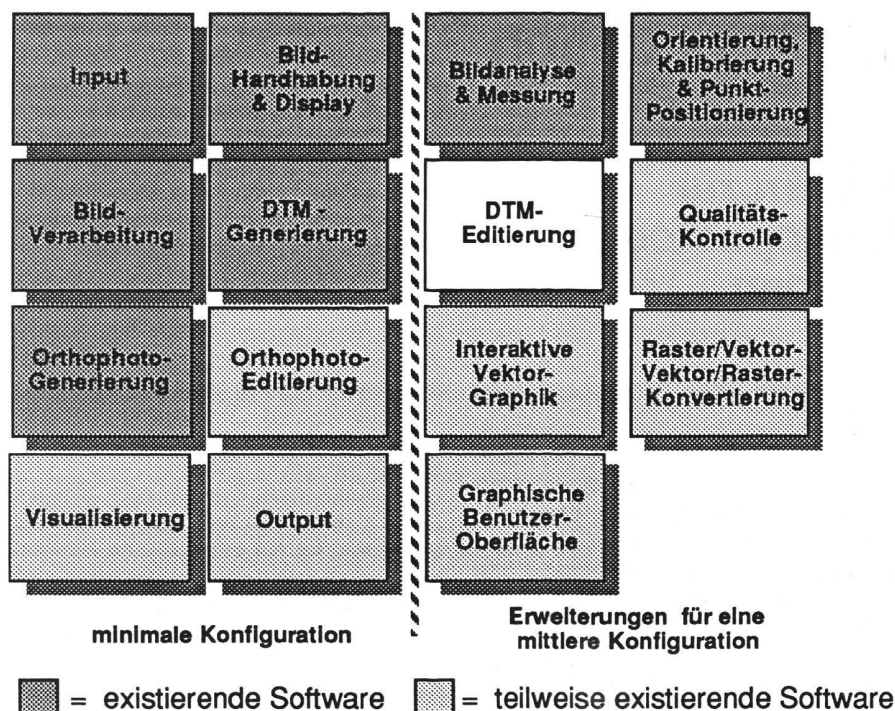 Input
Bild-
Handhabung
& Display
Bildanalyse
& Messung
Orientierung,
Kalibrierung
& Punkt-
Positionierung
Bild-
Verarbeitung
DTM -
Generierung
DTM-
Editierung
Qualitäts-
Kontrolle
Orthophoto-
Generierung
Orthophoto-
Editierung
Interaktive
Vektor-
Graphik
Raster/Vektor-
Vektor/Raster-
Konvertierung
Visualisierung
Output
Graphische
Benutzer-
Oberfläche
minimale Konfiguration
Erweiterungen für eine
mittlere Konfiguration
= existierende Software
= teilweise existierende Software